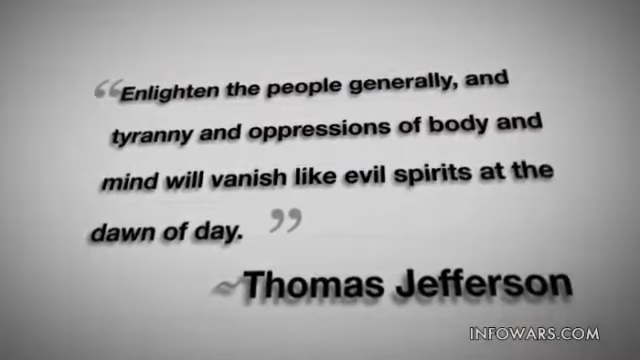 “Enlighten the people generally, and
tyranny and oppressions of body and
mind will vanish like evil spirits at the
dawn of day. ”
~Thomas Jefferson
INFOWARS.COM